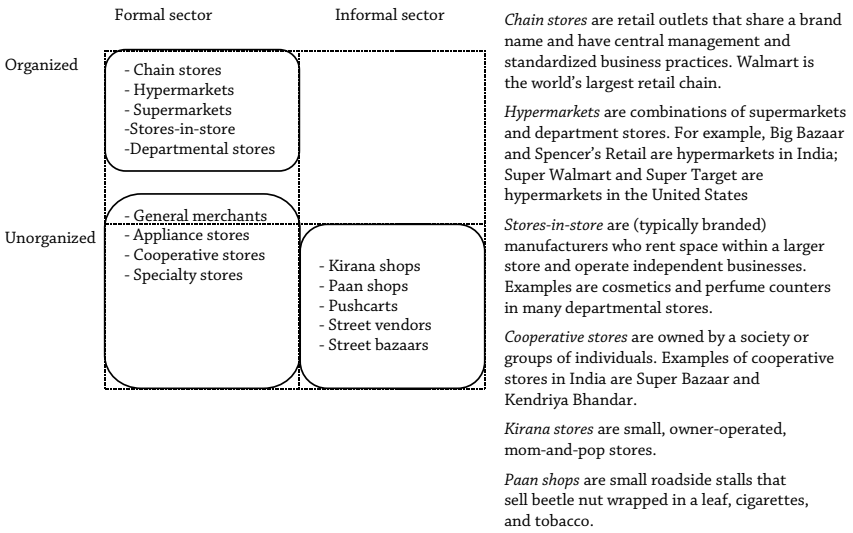 Formal sector
Informal sector
Organized
- Chain stores
- Hypermarkets
- Supermarkets
-Stores-in-store
-Departmental stores
Unorganized
- General merchants
- Appliance stores
- Cooperative stores
- Specialty stores
- Kirana shops
- Paan shops
- Pushcarts
- Street vendors
- Street bazaars
Chain stores are retail outlets that share a brand
name and have central management and
standardized business practices. Walmart is
the world's largest retail chain.
Hypermarkets are combinations of supermarkets
and department stores. For example, Big Bazaar
and Spencer's Retail are hypermarkets in India;
Super Walmart and Super Target are
hypermarkets in the United States
Stores-in-store are (typically branded)
manufacturers who rent space within a larger
store and operate independent businesses.
Examples are cosmetics and perfume counters
in many departmental stores.
Cooperative stores are owned by a society or
groups of individuals. Examples of cooperative
stores in India are Super Bazaar and
Kendriya Bhandar.
Kirana stores are small, owner-operated,
mom-and-pop stores.
Paan shops are small roadside stalls that
sell beetle nut wrapped in a leaf, cigarettes,
and tobacco.